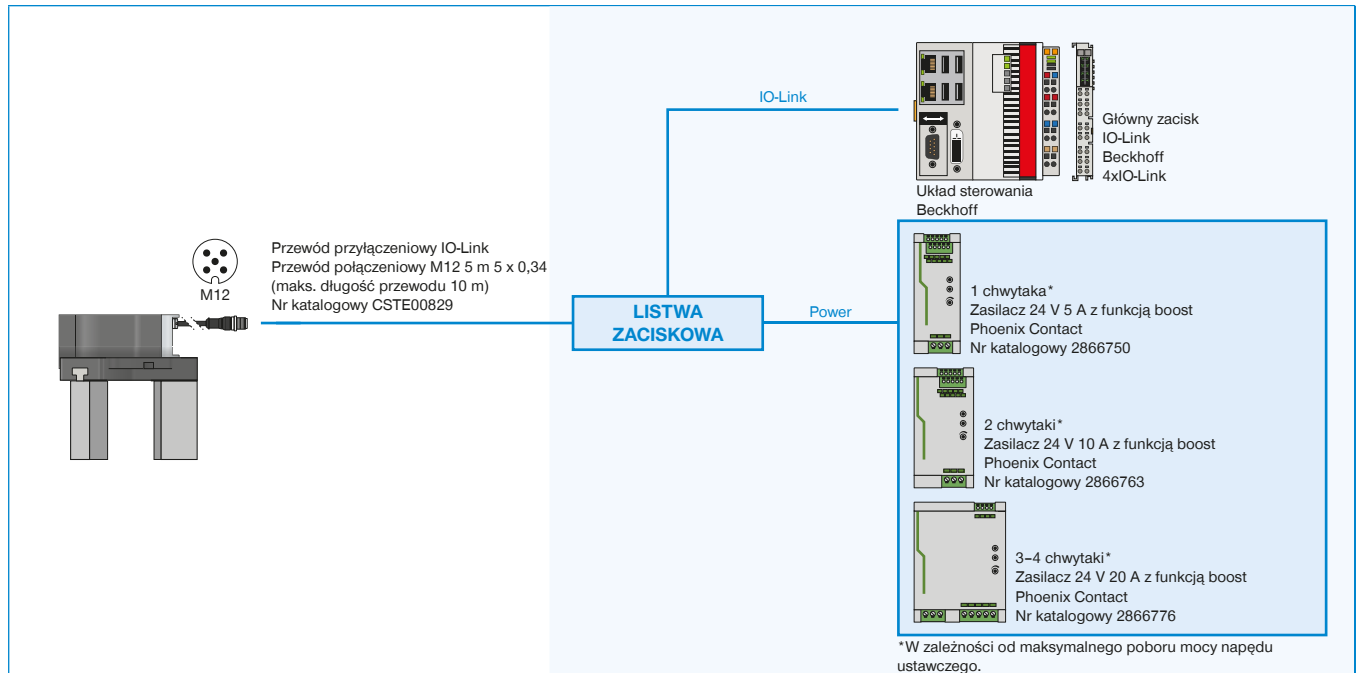 IO-Link
Główny zacisk
IO-Link
Beckhoff
4xIO-Link
Układ sterowania
Beckhoff
M12
Przewód przyłączeniowy IO-Link
Przewód połączeniowy M12 5 m 5 x 0,34
(maks. długość przewodu 10 m)
Nr katalogowy CSTE00829
LISTWA
ZACISKOWA
Power
1 chwytaka*
Zasilacz 24 V 5 A z funkcją boost
Phoenix Contact
Nr katalogowy 2866750
2 chwytaki*
Zasilacz 24 V 10 A z funkcją boost
Phoenix Contact
Nr katalogowy 2866763
3–4 chwytaki*
Zasilacz 24 V 20 A z funkcją boost
Phoenix Contact
Nr katalogowy 2866776
*W zależności od maksymalnego poboru mocy napędu
ustawczego.